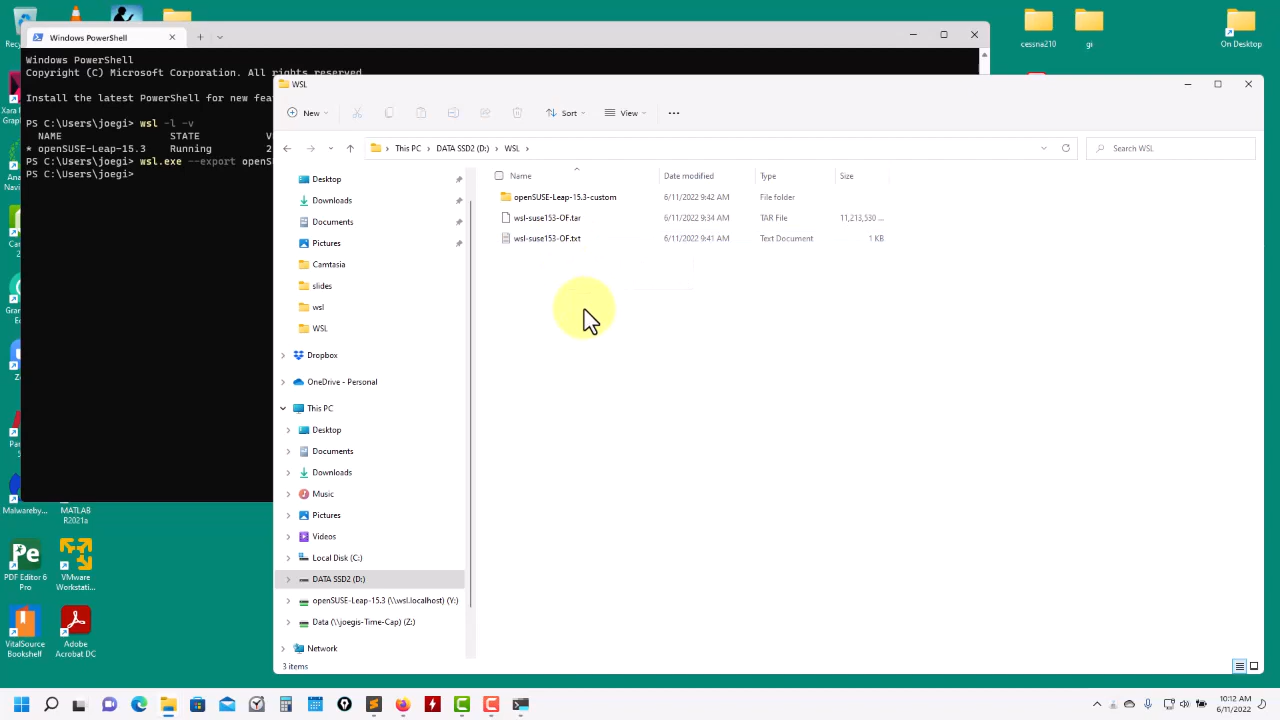 Windows PowerShell
Windows PowerShell
Copyright (C) Microsoft Corporation. All rights reserved
Install the latest PowerShell for new fea
PS C:\Users\joegi> wsl -l -v
NAME STATE V
* openSUSE-Leap-15.3 Running 2
PS C:\Users\joegi> wsl.exe --export openS
PS C:\Users\joegi>
cessna210
gi
On Desktop
WSL
New
Sort
View
This PC
DATA SSD2 (D:)
WSL
Search WSL
Name
Date modified
Type
Size
openSUSE-Leap-15.3-custom
6/11/2022 9:42 AM
File folder
wsl-suse153-OF.tar
6/11/2022 9:34 AM
TAR File
11,213,530 ...
wsl-suse153-OF.txt
6/11/2022 9:41 AM
Text Document
1 KB
Desktop
Downloads
Documents
Pictures
Camtasia
slides
wsl
WSL
Dropbox
OneDrive - Personal
This PC
Desktop
Documents
Downloads
Music
Pictures
Videos
Local Disk (C:)
DATA SSD2 (D:)
openSUSE-Leap-15.3 (\\wsl.localhost) (Y:)
Data (\\joegis-Time-Cap) (Z:)
Network
3 items
Malwareby...
MATLAB
R2021a
PDF Editor 6
Pro
VMware
Workstati...
VitalSource
Bookshelf
Adobe
Acrobat DC
10:12 AM
6/11/2022